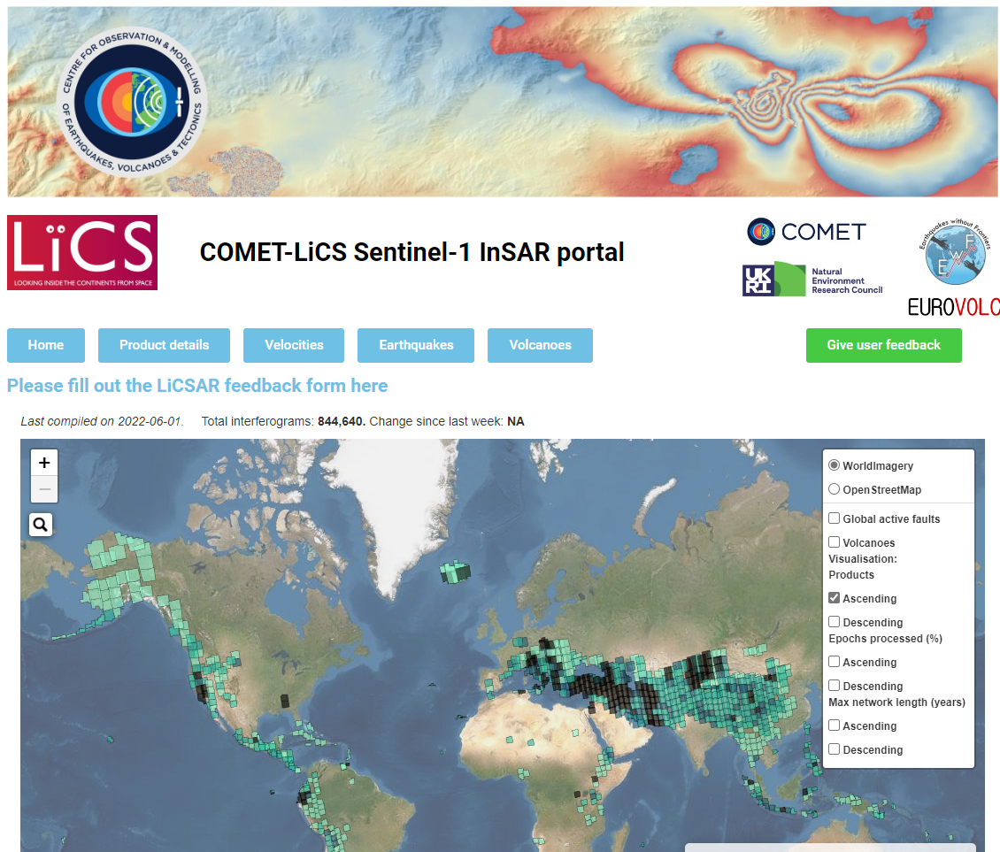 CENTRE FOR OBSERVATION & MODELLING
OF EARTHQUAKES, VOLCANOES & TECTONICS
LiCS
LOOKING INSIDE THE CONTINENTS FROM SPACE
COMET-LiCS Sentinel-1 InSAR portal
COMET
UKRI
Natural
Environment
Research Council
Earthquakes without Frontiers
EwF
EUROVOLC
Home
Product details
Velocities
Earthquakes
Volcanoes
Give user feedback
Please fill out the LiCSAR feedback form here
Last compiled on 2022-06-01. Total interferograms: 844,640. Change since last week: NA
+
−
WorldImagery
OpenStreetMap
Global active faults
Volcanoes
Visualisation:
Products
Ascending
Descending
Epochs processed (%)
Ascending
Descending
Max network length (years)
Ascending
Descending